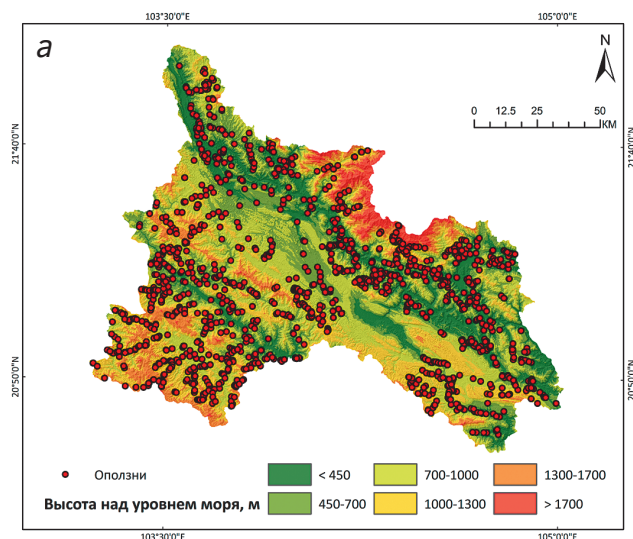 103°30'0"E 105°0'0"E
a
N
0 12.5 25 50
КМ
21°40'0"N 21°40'0"N
20°50'0"N 20°50'0"N
Оползни < 450 700-1000 1300-1700
Высота над уровнем моря, м 450-700 1000-1300 > 1700
103°30'0"E 105°0'0"E